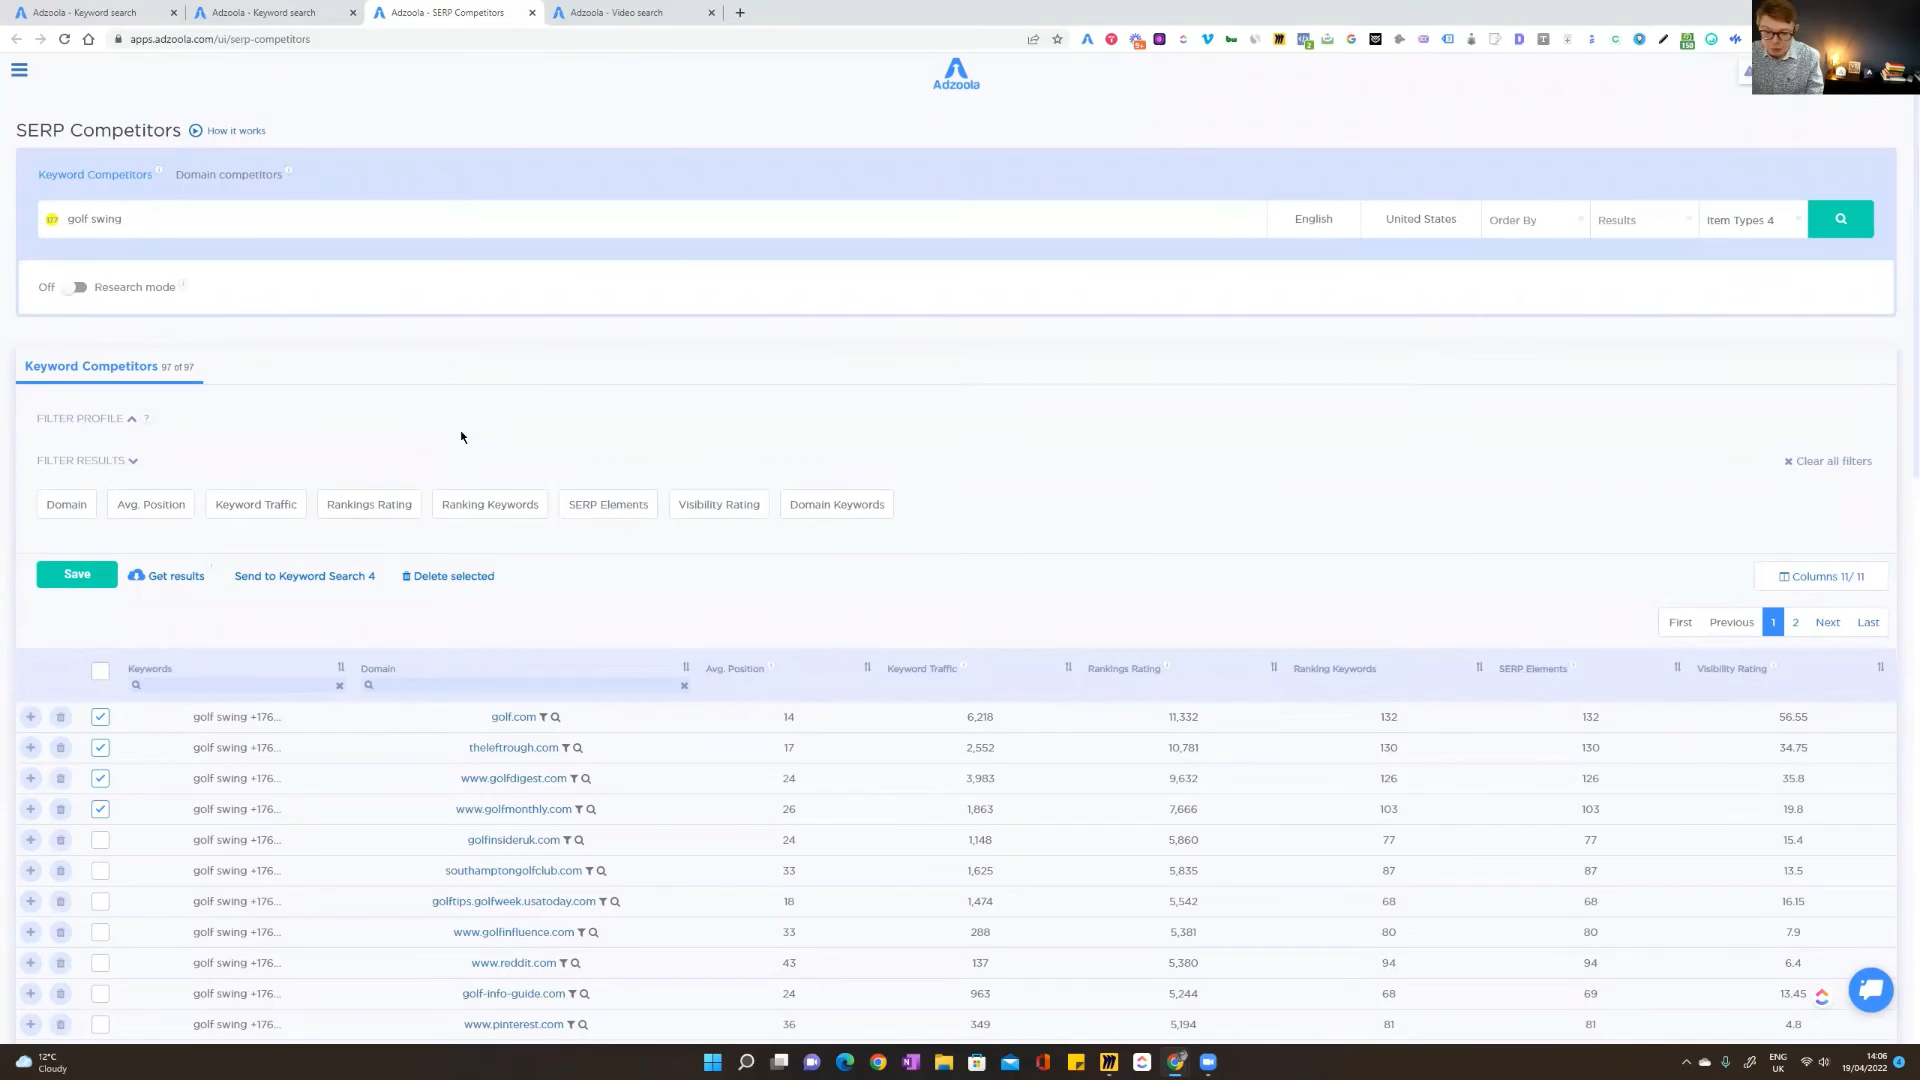 Adzoola - Keyword search
Adzoola - Keyword search
Adzoola - SERP Competitors
Adzoola - Video search
apps.adzoola.com/ui/serp-competitors
Adzoola
SERP Competitors How it works
Keyword Competitors Domain competitors
127 golf swing English United States Order By Results Item Types 4
Off Research mode
Keyword Competitors 97 of 97
FILTER PROFILE ?
FILTER RESULTS Clear all filters
Domain Avg. Position Keyword Traffic Rankings Rating Ranking Keywords SERP Elements Visibility Rating Domain Keywords
Save Get results Send to Keyword Search 4 Delete selected Columns 11/ 11
First Previous 1 2 Next Last
Keywords Domain Avg. Position Keyword Traffic Rankings Rating Ranking Keywords SERP Elements Visibility Rating
golf swing +176... golf.com 14 6,218 11,332 132 132 56.55
golf swing +176... theleftrough.com 17 2,552 10,781 130 130 34.75
golf swing +176... www.golfdigest.com 24 3,983 9,632 126 126 35.8
golf swing +176... www.golfmonthly.com 26 1,863 7,666 103 103 19.8
golf swing +176... golfinsideruk.com 24 1,148 5,860 77 77 15.4
golf swing +176... southamptongolfclub.com 33 1,625 5,835 87 87 13.5
golf swing +176... golftips.golfweek.usatoday.com 18 1,474 5,542 68 68 16.15
golf swing +176... www.golfinfluence.com 33 288 5,381 80 80 7.9
golf swing +176... www.reddit.com 43 137 5,380 94 94 6.4
golf swing +176... golf-info-guide.com 24 963 5,244 68 69 13.45
golf swing +176... www.pinterest.com 36 349 5,194 81 81 4.8
12°C
Cloudy
ENG
UK
14:06
19/04/2022